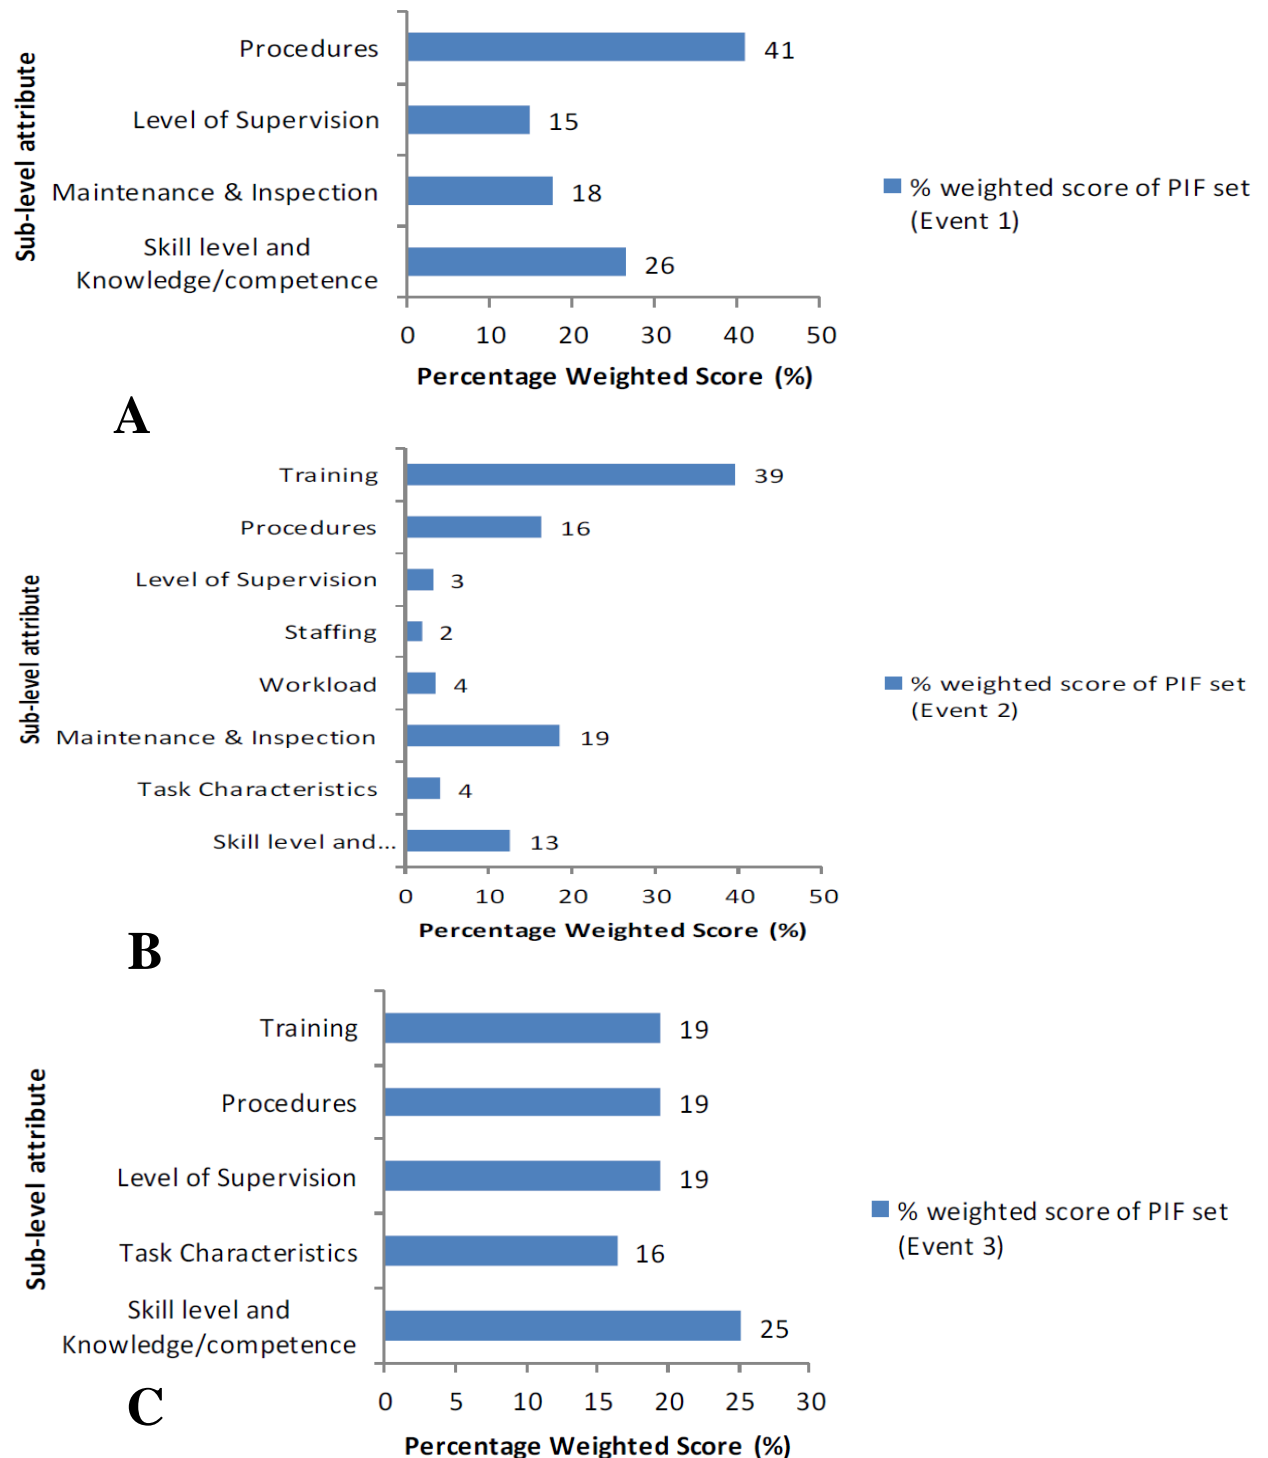 Sub-level attribute
Procedures 41
Level of Supervision 15
Maintenance & Inspection 18
Skill level and
Knowledge/competence 26
0 10 20 30 40 50
Percentage Weighted Score (%)
% weighted score of PIF set
(Event 1)
A
Sub-level attribute
Training 39
Procedures 16
Level of Supervision 3
Staffing 2
Workload 4
Maintenance & Inspection 19
Task Characteristics 4
Skill level and... 13
0 10 20 30 40 50
Percentage Weighted Score (%)
% weighted score of PIF set
(Event 2)
B
Sub-level attribute
Training 19
Procedures 19
Level of Supervision 19
Task Characteristics 16
Skill level and
Knowledge/competence 25
0 5 10 15 20 25 30
Percentage Weighted Score (%)
% weighted score of PIF set
(Event 3)
C